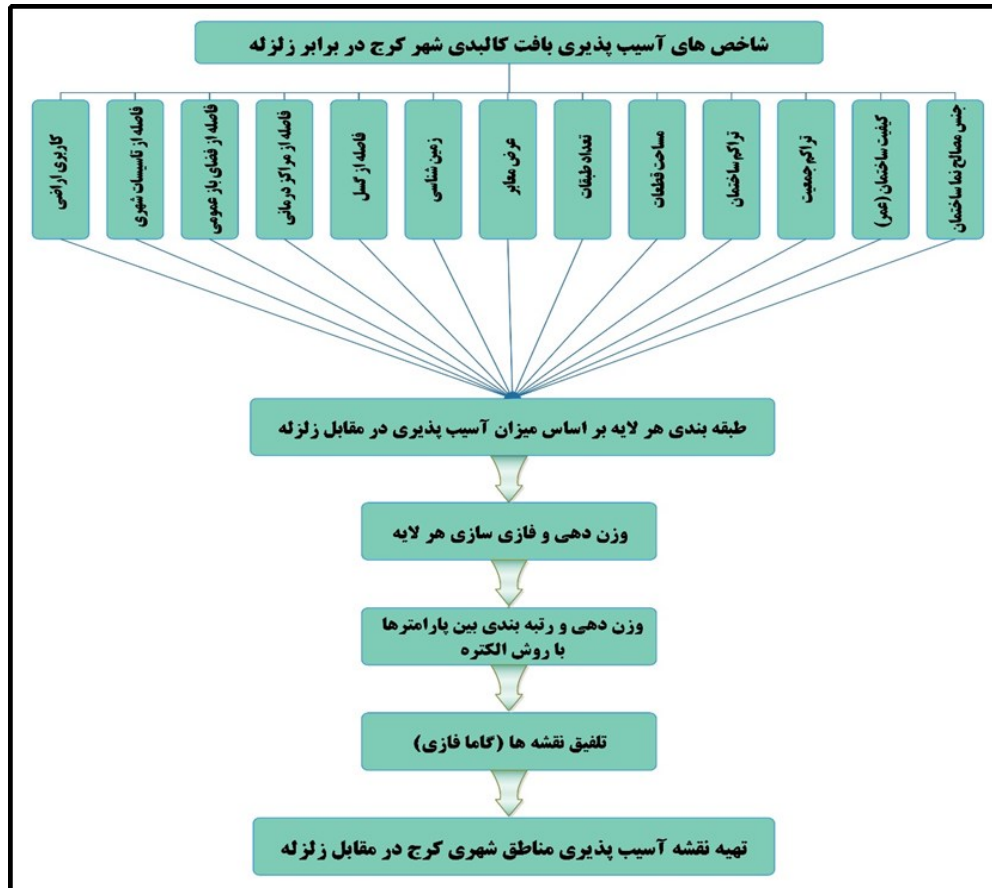 شاخص های آسیب پذیری بافت کالبدی شهر کرج در برابر زلزله
جنس مصالح نما ساختمان
کیفیت ساختمان (عمر)
تراکم جمعیت
تراکم ساختمان
مساحت قطعات
تعداد طبقات
عرض معابر
زمین شناسی
فاصله از گسل
فاصله از مراکز درمانی
فاصله از فضای باز عمومی
فاصله از تاسیسات شهری
کاربری اراضی
طبقه بندی هر لایه بر اساس میزان آسیب پذیری در مقابل زلزله
وزن دهی و فازی سازی هر لایه
وزن دهی و رتبه بندی بین پارامترها
با روش الکتره
تلفیق نقشه ها (گاما فازی)
تهیه نقشه آسیب پذیری مناطق شهری کرج در مقابل زلزله